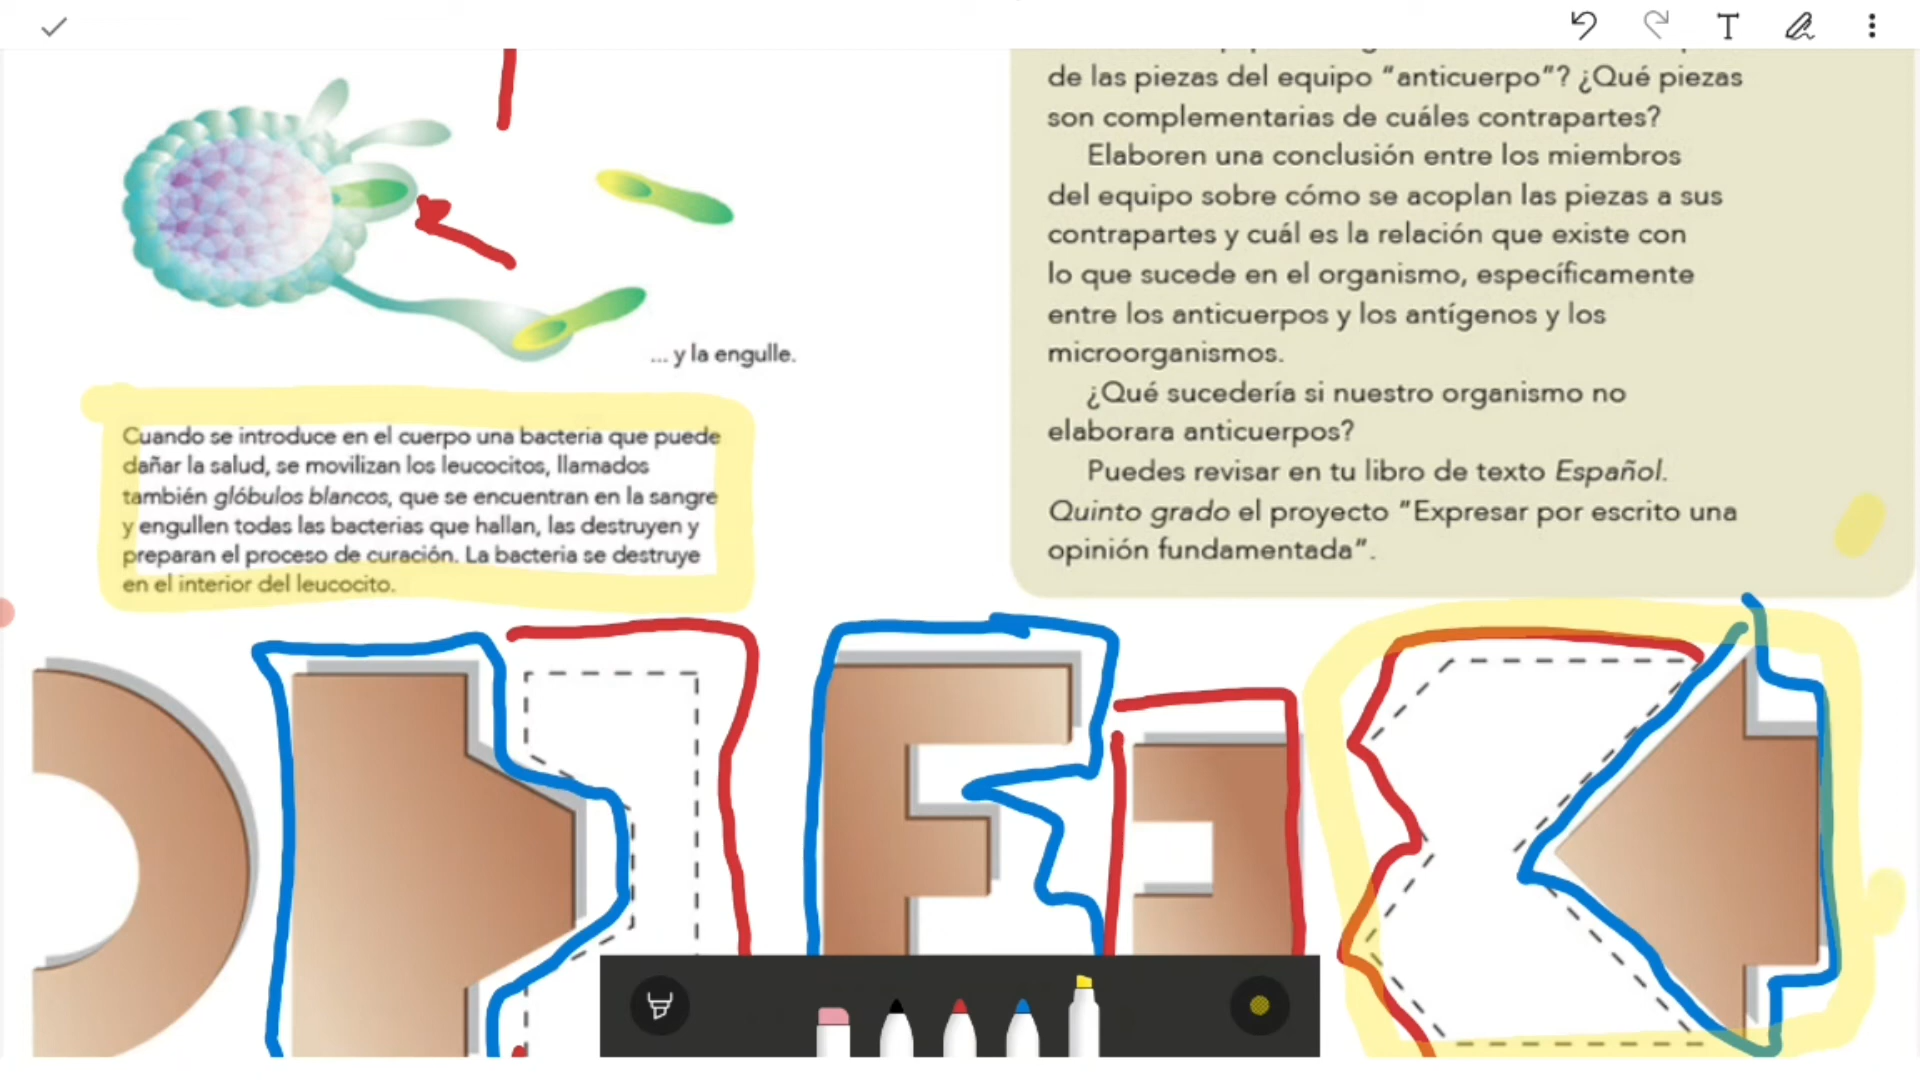 ... y la engulle.
Cuando se introduce en el cuerpo una bacteria que puede
dañar la salud, se movilizan los leucocitos, llamados
también glóbulos blancos, que se encuentran en la sangre
y engullen todas las bacterias que hallan, las destruyen y
preparan el proceso de curación. La bacteria se destruye
en el interior del leucocito.
de las piezas del equipo “anticuerpo”? ¿Qué piezas
son complementarias de cuáles contrapartes?
Elaboren una conclusión entre los miembros
del equipo sobre cómo se acoplan las piezas a sus
contrapartes y cuál es la relación que existe con
lo que sucede en el organismo, específicamente
entre los anticuerpos y los antígenos y los
microorganismos.
¿Qué sucedería si nuestro organismo no
elaborara anticuerpos?
Puedes revisar en tu libro de texto Español.
Quinto grado el proyecto “Expresar por escrito una
opinión fundamentada”.